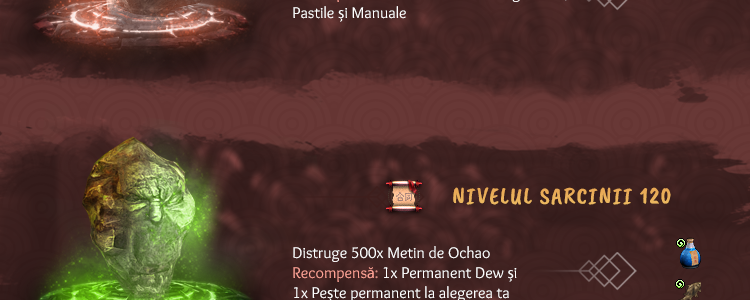 Pastile și Manuale
NIVELUL SARCINII 120
Distruge 500x Metin de Ochao
Recompensă: 1x Permanent Dew și
1x Pește permanent la alegerea ta